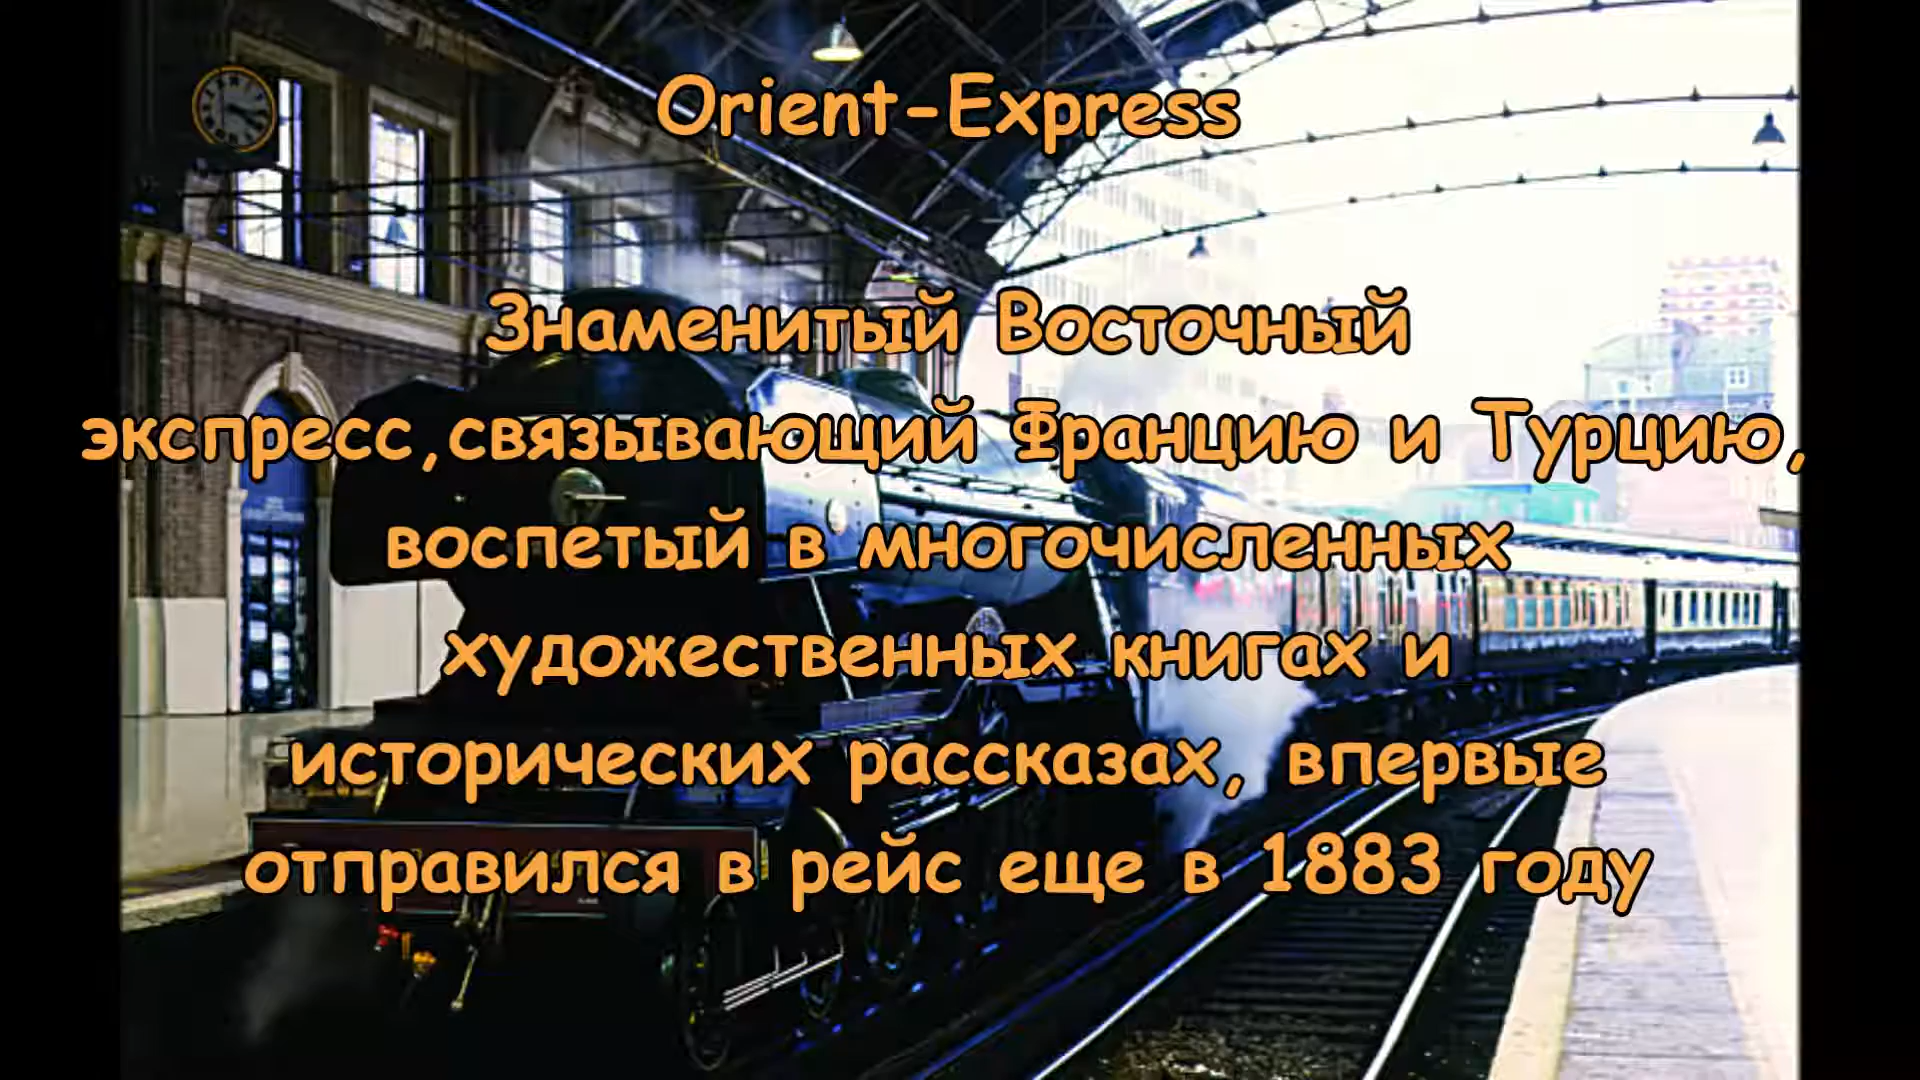 Orient-Express
Знаменитый Восточный
экспресс,связывающий Францию и Турцию,
воспетый в многочисленных
художественных книгах и
исторических рассказах, впервые
отправился в рейс еще в 1883 году